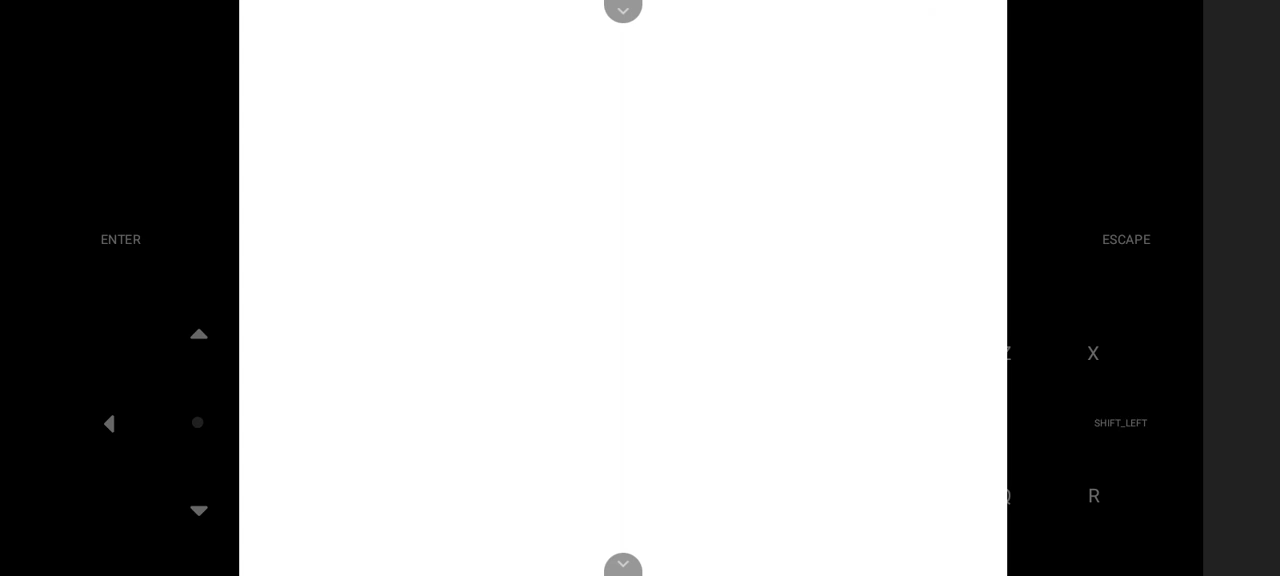 ENTER
ESCAPE
Z X
SHIFT_LEFT
Q R